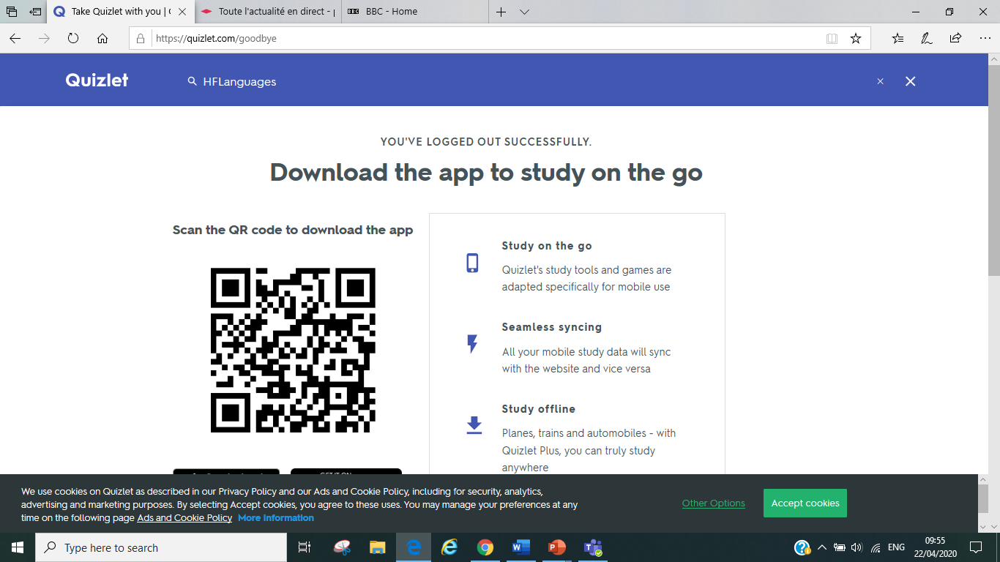 Take Quizlet with you |
Toute l'actualité en direct -
BBC - Home
https://quizlet.com/goodbye
Quizlet
HFLanguages
YOU'VE LOGGED OUT SUCCESSFULLY.
Download the app to study on the go
Scan the QR code to download the app
Study on the go
Quizlet's study tools and games are
adapted specifically for mobile use
Seamless syncing
All your mobile study data will sync
with the website and vice versa
Study offline
Planes, trains and automobiles - with
Quizlet Plus, you can truly study
anywhere
GET IT ON
We use cookies on Quizlet as described in our Privacy Policy and our Ads and Cookie Policy, including for security, analytics,
advertising and marketing purposes. By selecting Accept cookies, you agree to these uses. You may manage your preferences at any
time on the following page Ads and Cookie Policy More Information
Other Options
Accept cookies
Type here to search
ENG
09:55
22/04/2020